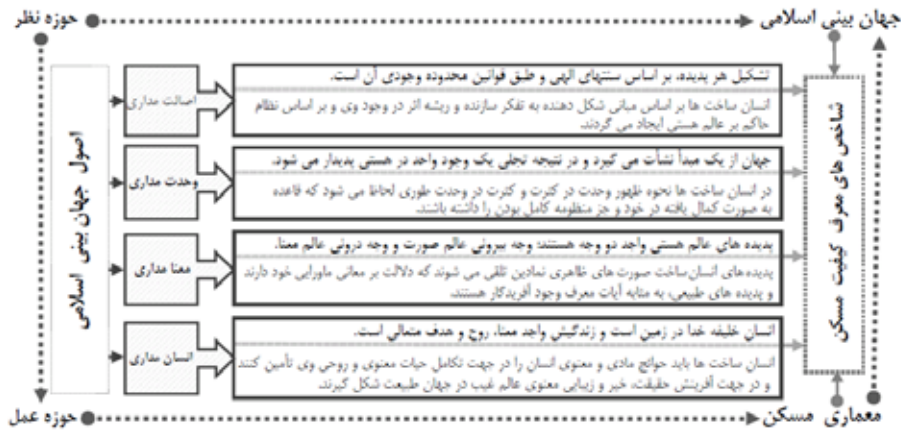 جهان بینی اسلامی
حوزه نظر
شاخص های معرف کیفیت مسکن
اصول جهان بینی اسلامی
اصالت مداری
تشکیل هر پدیده، بر اساس سنتهای الهی و طبق قوانین محدوده وجودی آن است.
انسان ساخت ها بر اساس مبانی شکل دهنده به تفکر سازنده و ریشه اثر در وجود وی و بر اساس نظام
حاکم بر عالم هستی ایجاد می گردند.
وحدت مداری
جهان از یک مبدأ نشأت می گیرد و در نتیجه تجلی یک وجود واحد در هستی پدیدار می شود.
در انسان ساخت ها نحوه ظهور وحدت در کثرت و کثرت در وحدت طوری لحاظ می شود که قاعده
به صورت کمال یافته در خود و جز منظومه کامل بودن را داشته باشند.
معنا مداری
پدیده های عالم هستی واجد دو وجه هستند: وجه بیرونی عالم صورت و وجه درونی عالم معنا.
پدیده های انسان ساخت صورت های ظاهری نمادین تلقی می شوند که دلالت بر معانی ماورایی خود دارند
و پدیده های طبیعی، به مثابه آیات معرف وجود آفریدگار هستند.
انسان مداری
انسان خلیفه خدا در زمین است و زندگیش واجد معنا، روح و هدف متعالی است.
انسان ساخت ها باید حوائج مادی و معنوی انسان را در جهت تکامل حیات معنوی و روحی وی تأمین کنند
و در جهت آفرینش حقیقت، خیر و زیبایی معنوی عالم غیب در جهان طبیعت شکل گیرند.
معماری مسکن
حوزه عمل